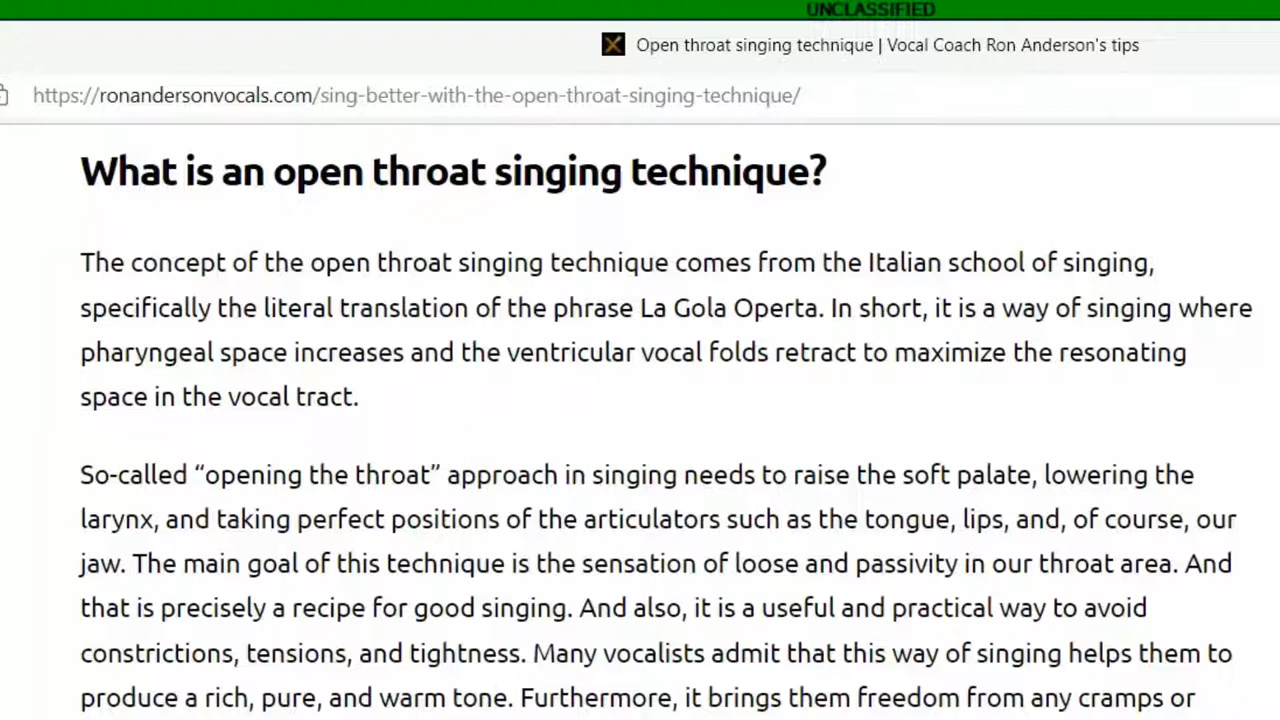 UNCLASSIFIED
Open throat singing technique | Vocal Coach Ron Anderson's tips
https://ronandersonvocals.com/sing-better-with-the-open-throat-singing-technique/
What is an open throat singing technique?
The concept of the open throat singing technique comes from the Italian school of singing,
specifically the literal translation of the phrase La Gola Operta. In short, it is a way of singing where
pharyngeal space increases and the ventricular vocal folds retract to maximize the resonating
space in the vocal tract.
So-called “opening the throat” approach in singing needs to raise the soft palate, lowering the
larynx, and taking perfect positions of the articulators such as the tongue, lips, and, of course, our
jaw. The main goal of this technique is the sensation of loose and passivity in our throat area. And
that is precisely a recipe for good singing. And also, it is a useful and practical way to avoid
constrictions, tensions, and tightness. Many vocalists admit that this way of singing helps them to
produce a rich, pure, and warm tone. Furthermore, it brings them freedom from any cramps or